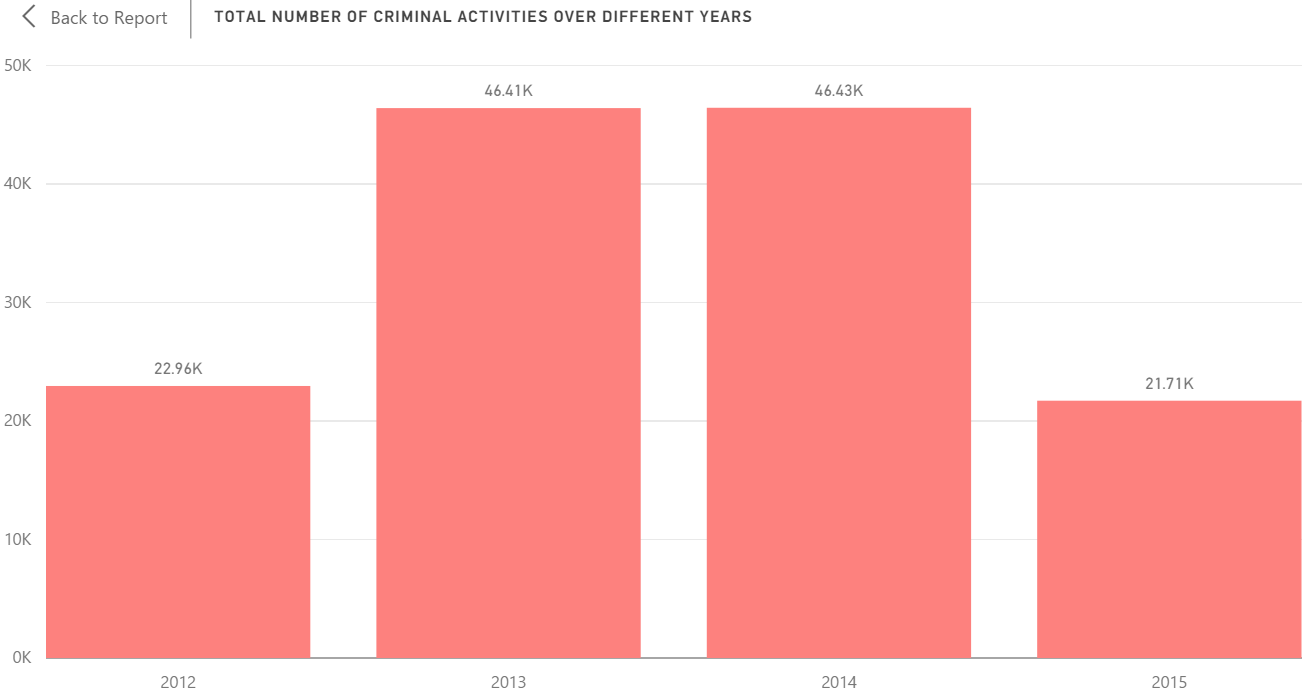 Back to Report
TOTAL NUMBER OF CRIMINAL ACTIVITIES OVER DIFFERENT YEARS
50K
46.41K
46.43K
40K
30K
22.96K
21.71K
20K
10K
0K
2012 2013 2014 2015